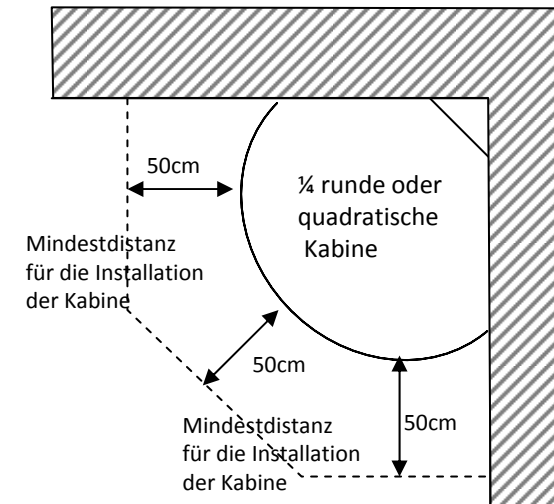 50cm
¼ runde oder
quadratische
Kabine
Mindestdistanz
für die Installation
der Kabine
50cm
50cm
Mindestdistanz
für die Installation
der Kabine